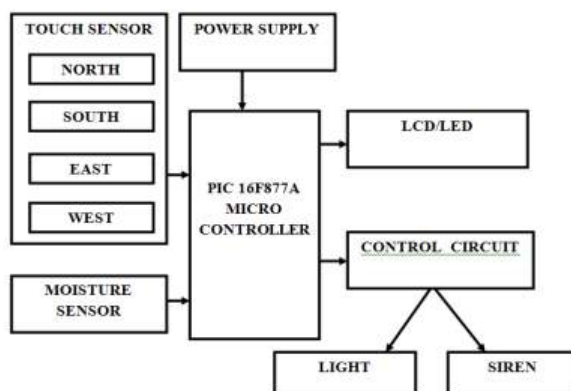 TOUCH SENSOR
NORTH
SOUTH
EAST
WEST
MOISTURE
SENSOR
POWER SUPPLY
PIC 16F877A
MICRO
CONTROLLER
LCD/LED
CONTROL CIRCUIT
LIGHT
SIREN